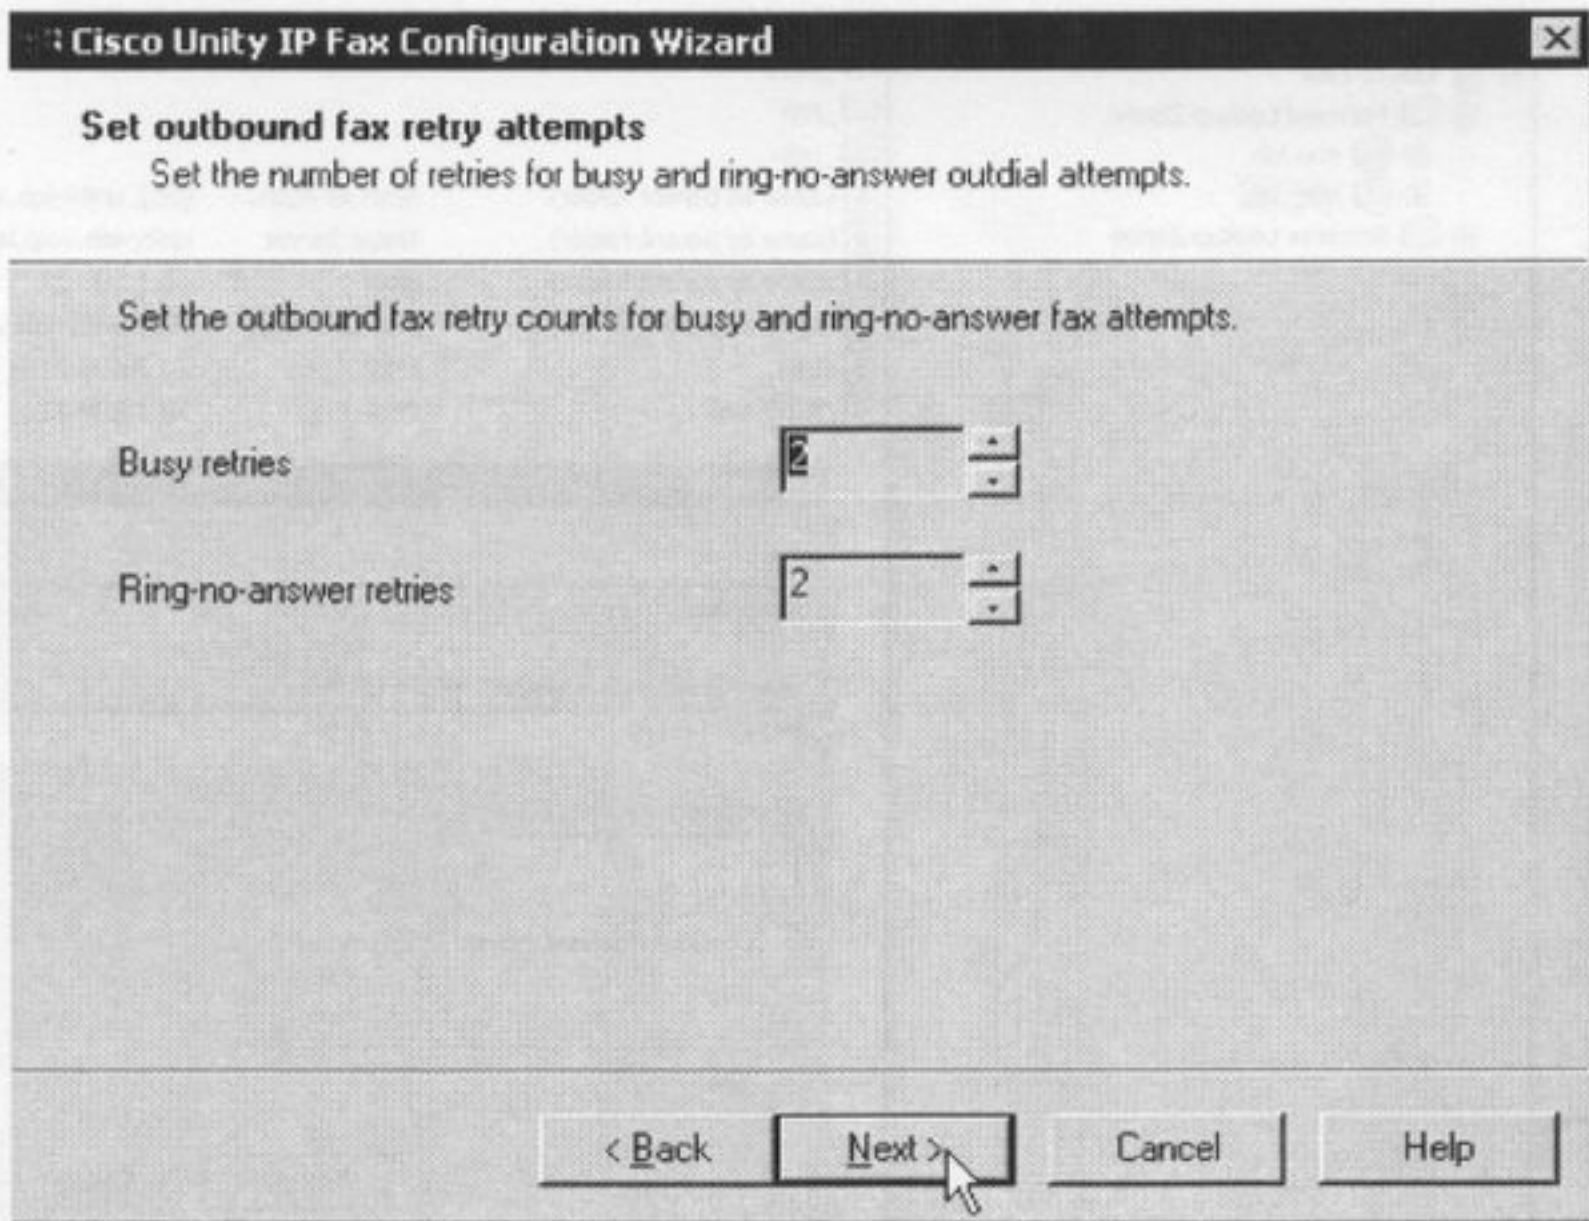 Cisco Unity IP Fax Configuration Wizard
Set outbound fax retry attempts
Set the number of retries for busy and ring-no-answer outdial attempts.
Set the outbound fax retry counts for busy and ring-no-answer fax attempts.
Busy retries
2
Ring-no-answer retries
2
< Back
Next >
Cancel
Help